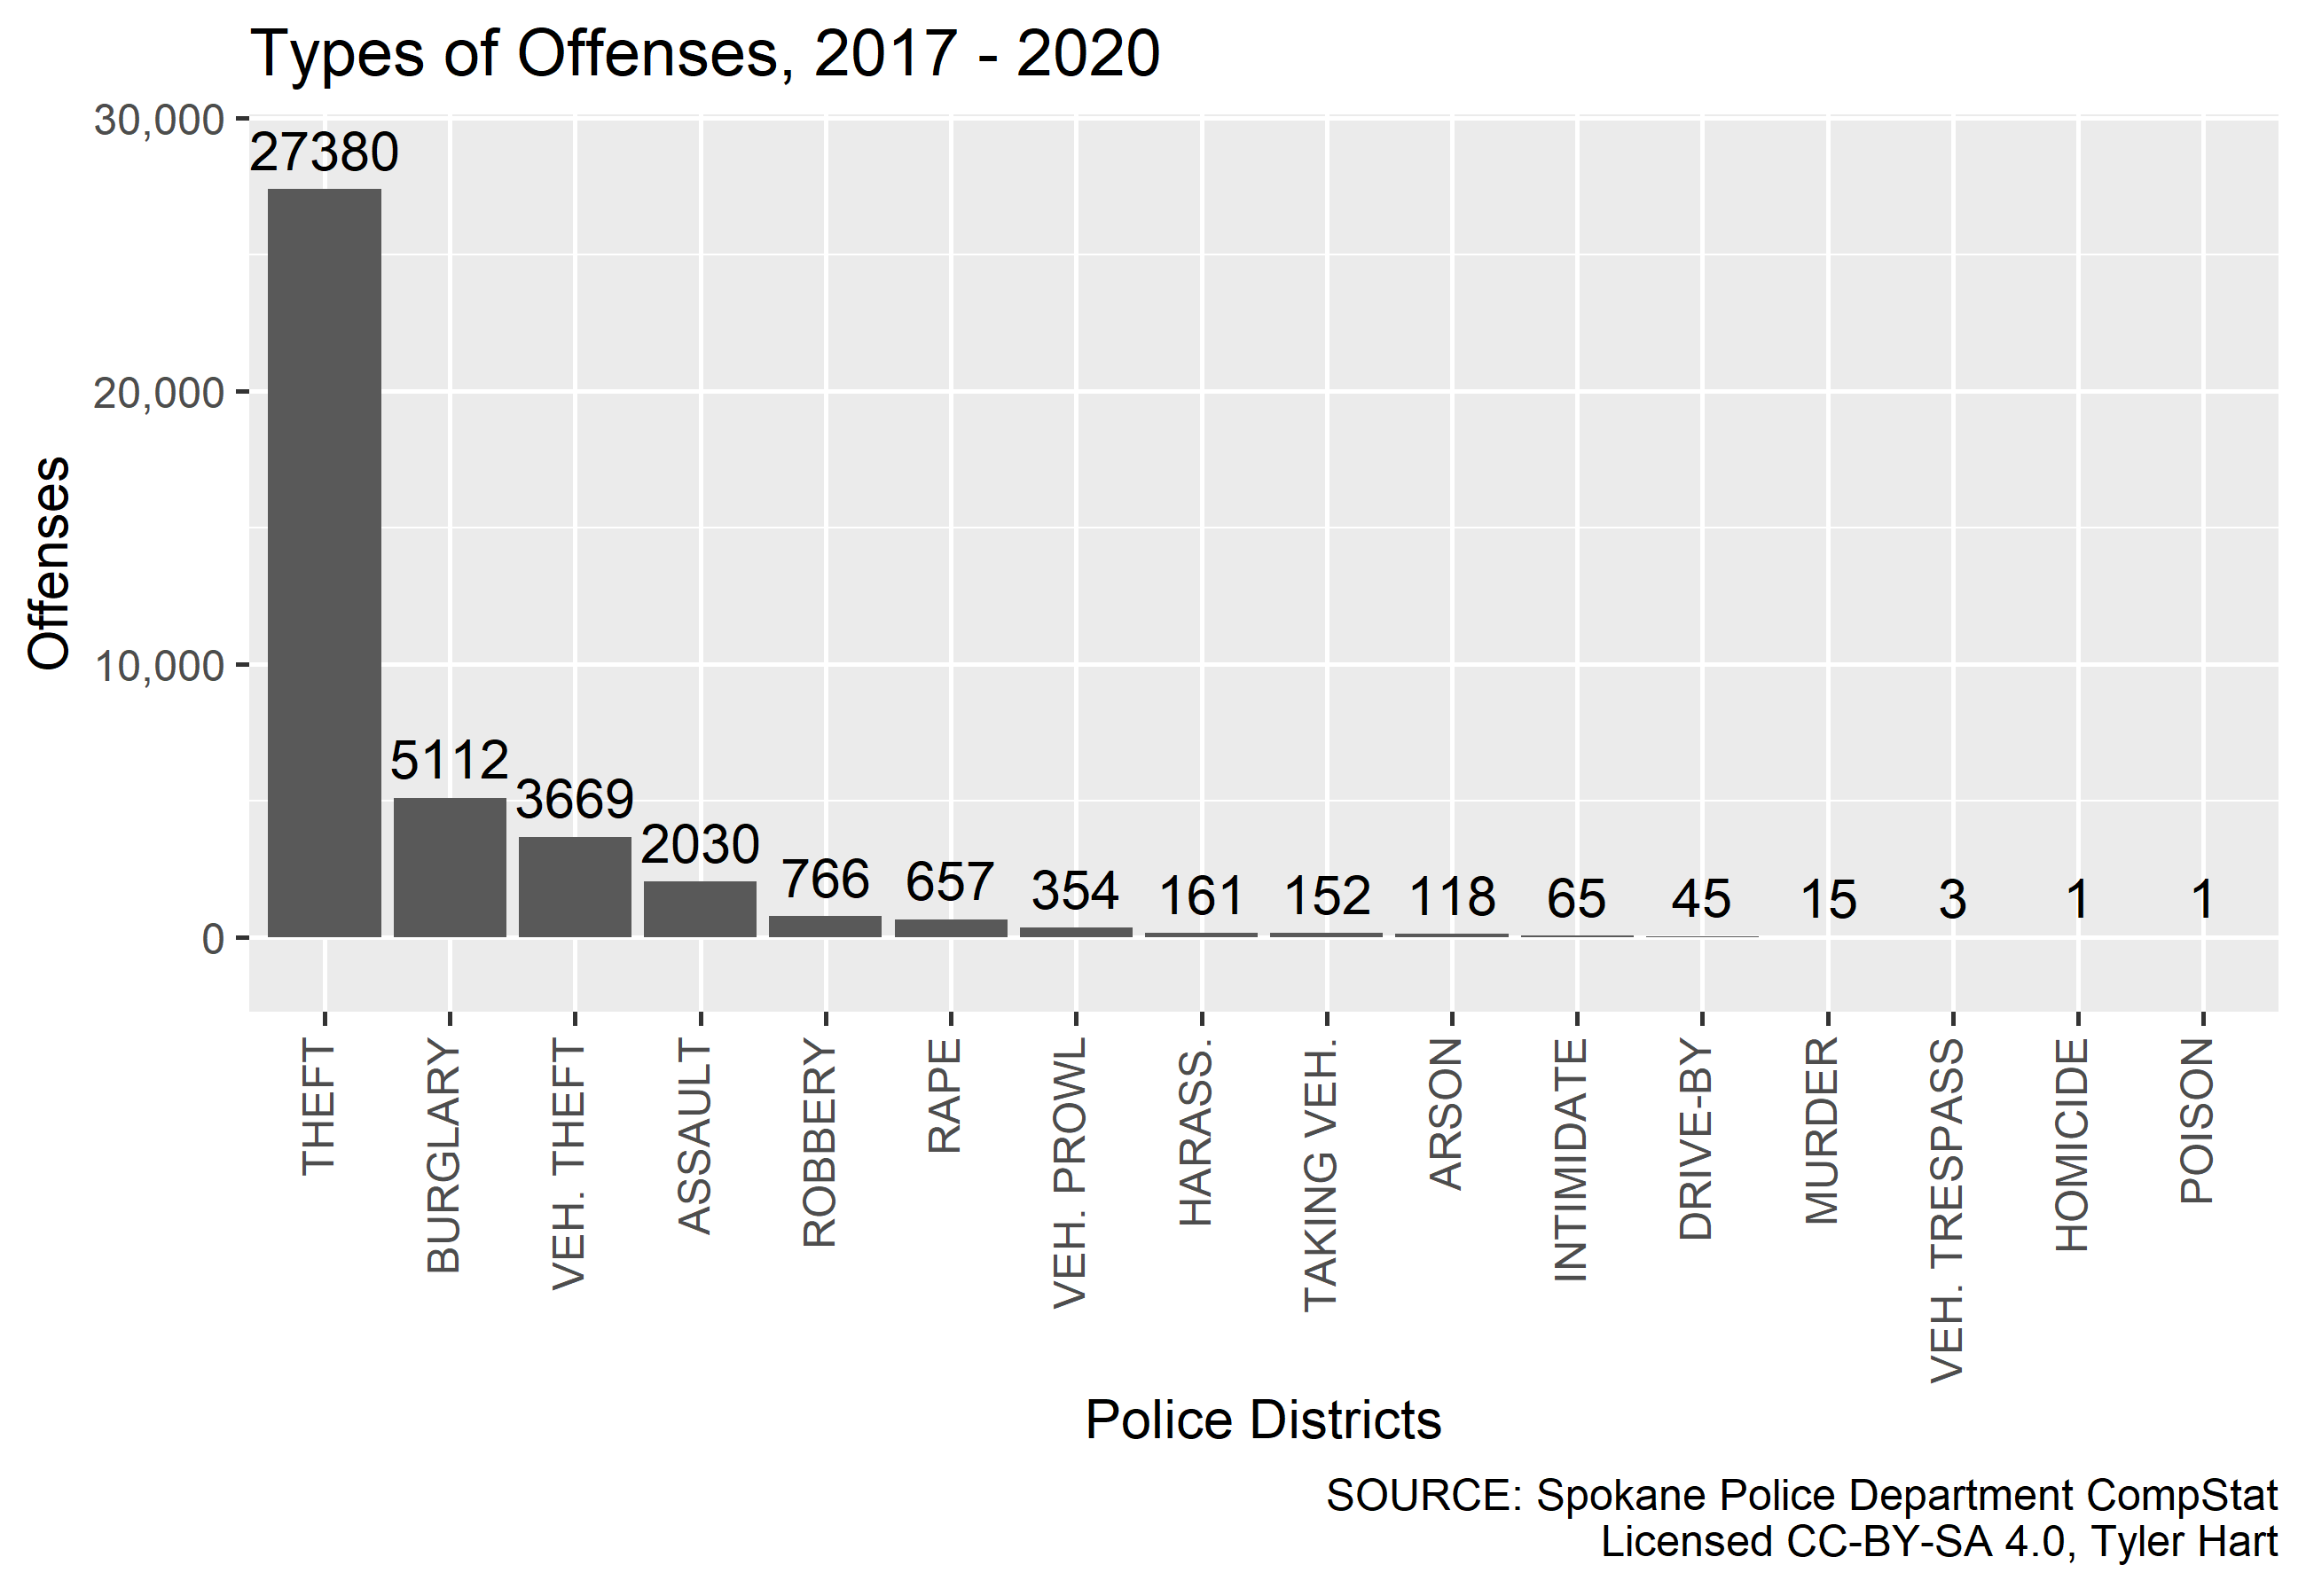 Types of Offenses, 2017 - 2020
30,000
20,000
10,000
0
Offenses
27380
5112
3669
2030
766
657
354
161
152
118
65
45
15
3
1
1
THEFT
BURGLARY
VEH. THEFT
ASSAULT
ROBBERY
RAPE
VEH. PROWL
HARASS.
TAKING VEH.
ARSON
INTIMIDATE
DRIVE-BY
MURDER
VEH. TRESPASS
HOMICIDE
POISON
Police Districts
SOURCE: Spokane Police Department CompStat
Licensed CC-BY-SA 4.0, Tyler Hart